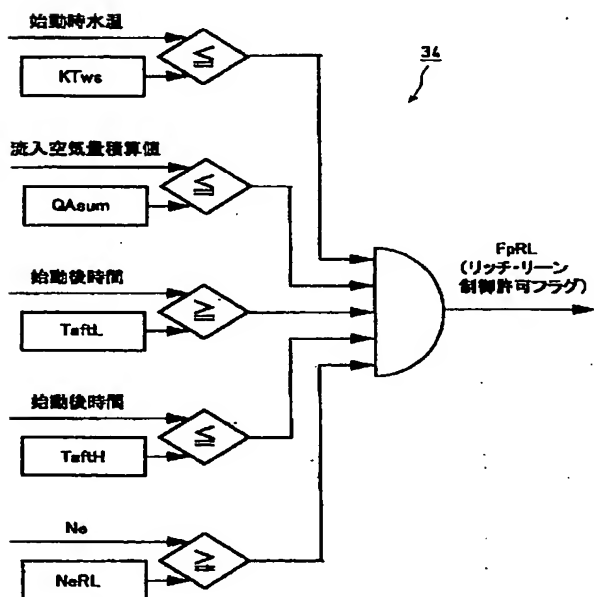 始動時水温
≦
KTws
34
流入空気量積算値
≦
QAsum
FpRL
(リッチ・リーン
制御許可フラグ)
始動後時間
≧
TaftL
始動後時間
≦
TaftH
Ne
≧
NeRL